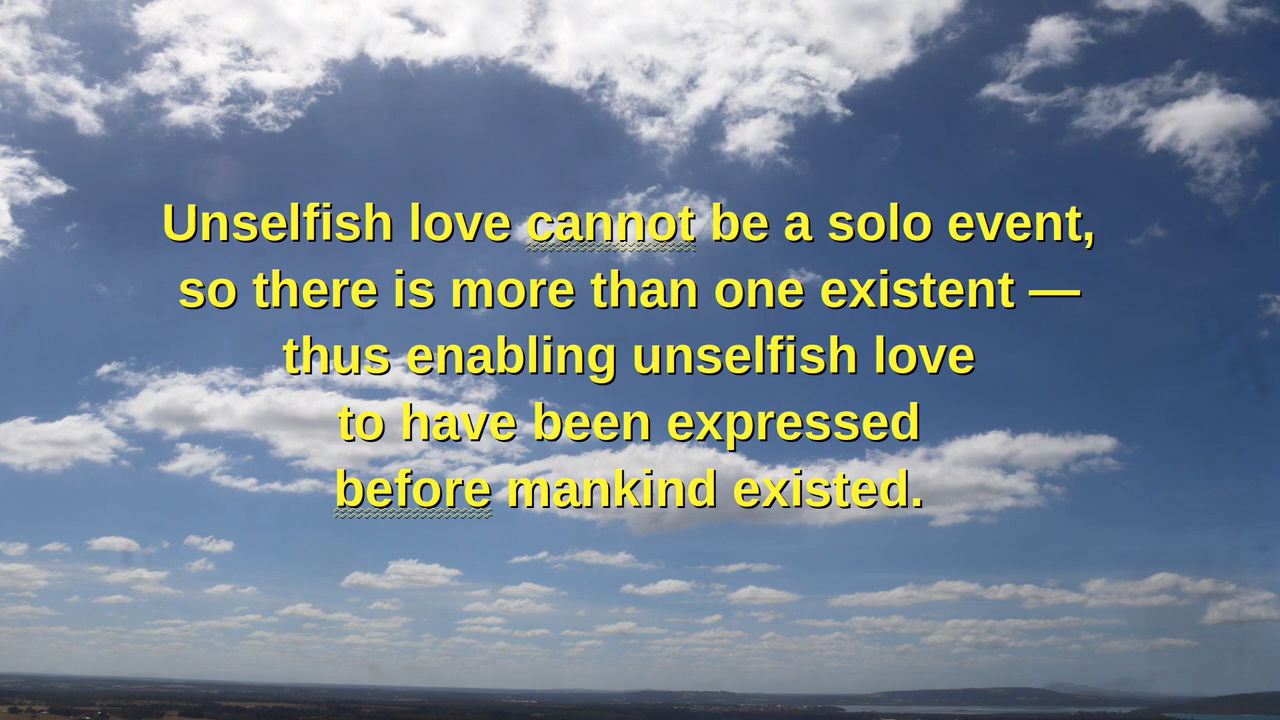 Unselfish love cannot be a solo event,
so there is more than one existent —
thus enabling unselfish love
to have been expressed
before mankind existed.